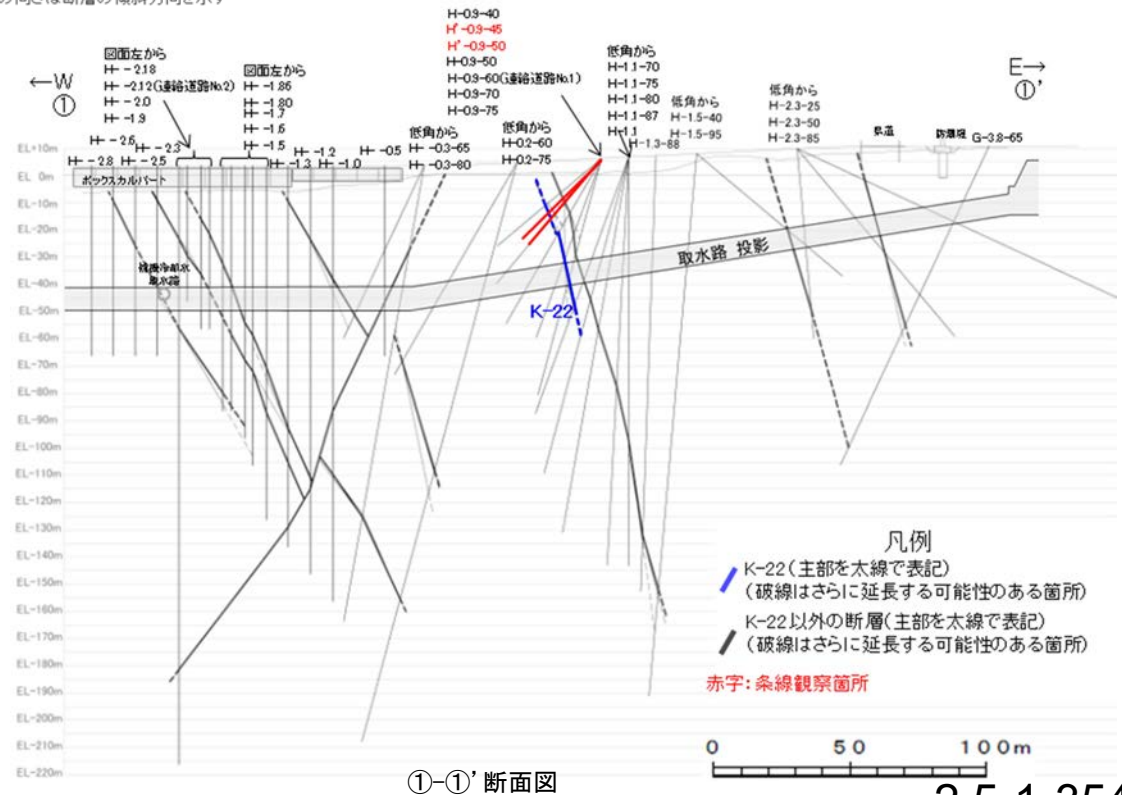 図面左から
H- -2.18
H- -2.12(連絡道路No.2)
H- -2.0
H- -1.9
図面左から
H- -1.86
H- -1.80
H- -1.7
H- -1.6
H- -1.5
H-0.9-40
H'-0.9-45
H'-0.9-50
H-0.9-50
H-0.9-60(連絡道路No.1)
H-0.9-70
H-0.9-75
低角から
H-1.1-70
H-1.1-75
H-1.1-80
H-1.1-87
H-1.1
低角から
H-1.5-40
H-1.5-95
低角から
H-2.3-25
H-2.3-50
H-2.3-85
←W
①
E→
①'
県道
防潮堤
G-3.8-65
H- -2.8
H- -2.6
H- -2.5
H- -2.3
H- -1.3
H- -1.2
H- -1.0
H- -0.5
低角から
H- -0.3-65
H- -0.3-80
低角から
H-0.2-60
H-0.2-75
H-1.3-88
ボックスカルバート
補機冷却水
取水路
取水路 投影
K-22
EL+10m
EL 0m
EL-10m
EL-20m
EL-30m
EL-40m
EL-50m
EL-60m
EL-70m
EL-80m
EL-90m
EL-100m
EL-110m
EL-120m
EL-130m
EL-140m
EL-150m
EL-160m
EL-170m
EL-180m
EL-190m
EL-200m
EL-210m
EL-220m
凡例
K-22(主部を太線で表記)
(破線はさらに延長する可能性のある箇所)
K-22以外の断層(主部を太線で表記)
(破線はさらに延長する可能性のある箇所)
赤字:条線観察箇所
0 50 100m
①-①' 断面図